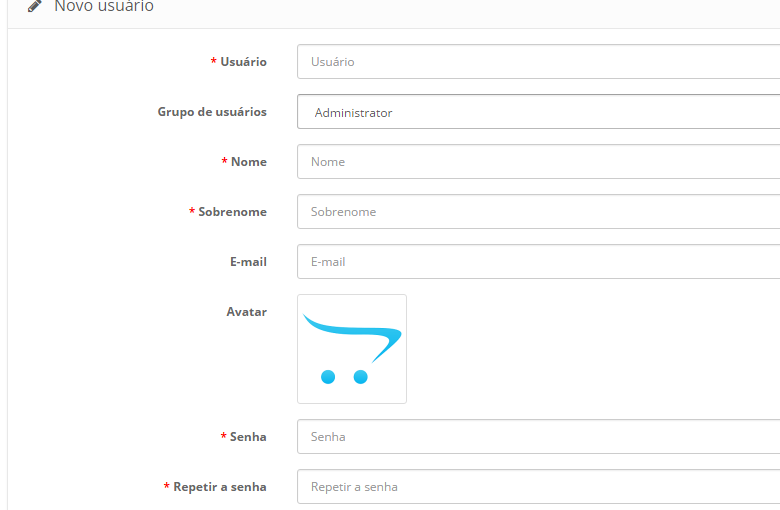 Novo usuário
* Usuário
Usuário
Grupo de usuários
Administrator
* Nome
Nome
* Sobrenome
Sobrenome
E-mail
E-mail
Avatar
* Senha
Senha
* Repetir a senha
Repetir a senha